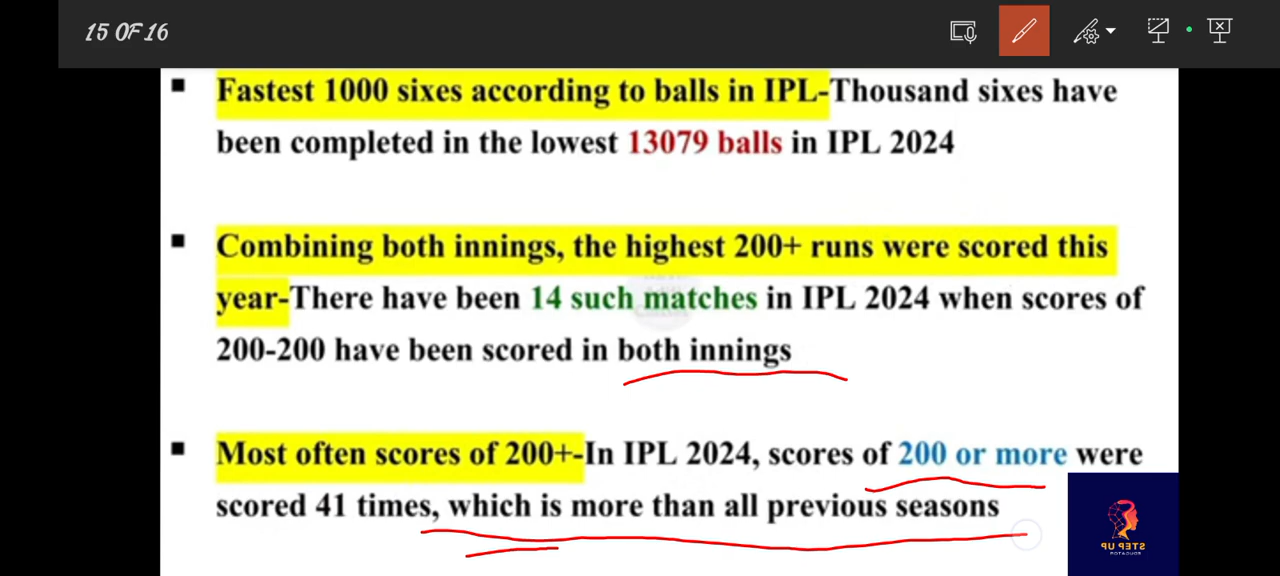 15 OF 16
▪ Fastest 1000 sixes according to balls in IPL-Thousand sixes have
been completed in the lowest 13079 balls in IPL 2024
▪ Combining both innings, the highest 200+ runs were scored this
year-There have been 14 such matches in IPL 2024 when scores of
200-200 have been scored in both innings
▪ Most often scores of 200+-In IPL 2024, scores of 200 or more were
scored 41 times, which is more than all previous seasons
STEP UP